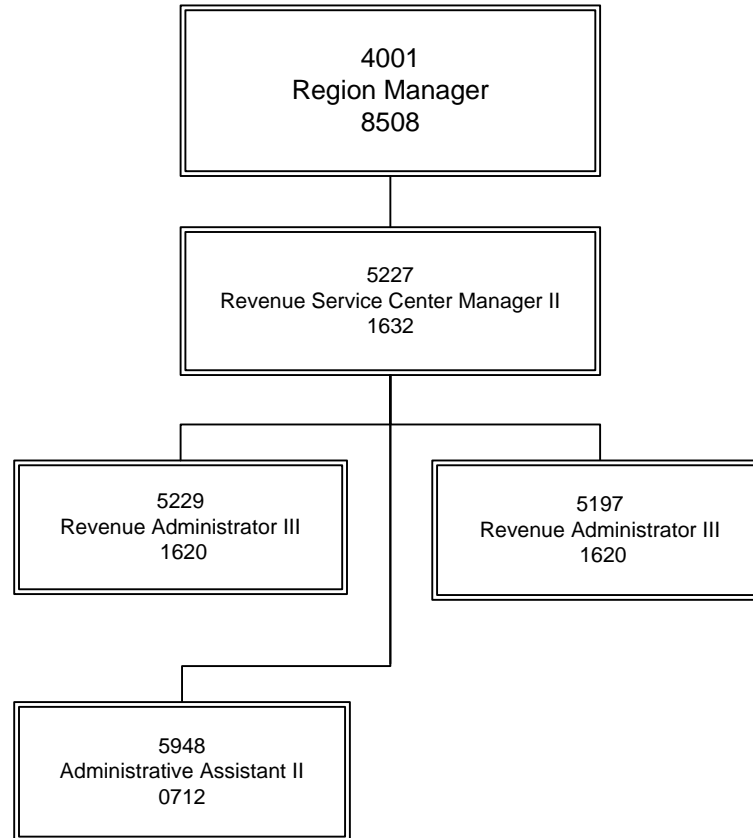 4001
Region Manager
8508
5227
Revenue Service Center Manager II
1632
5229
Revenue Administrator III
1620
5197
Revenue Administrator III
1620
5948
Administrative Assistant II
0712